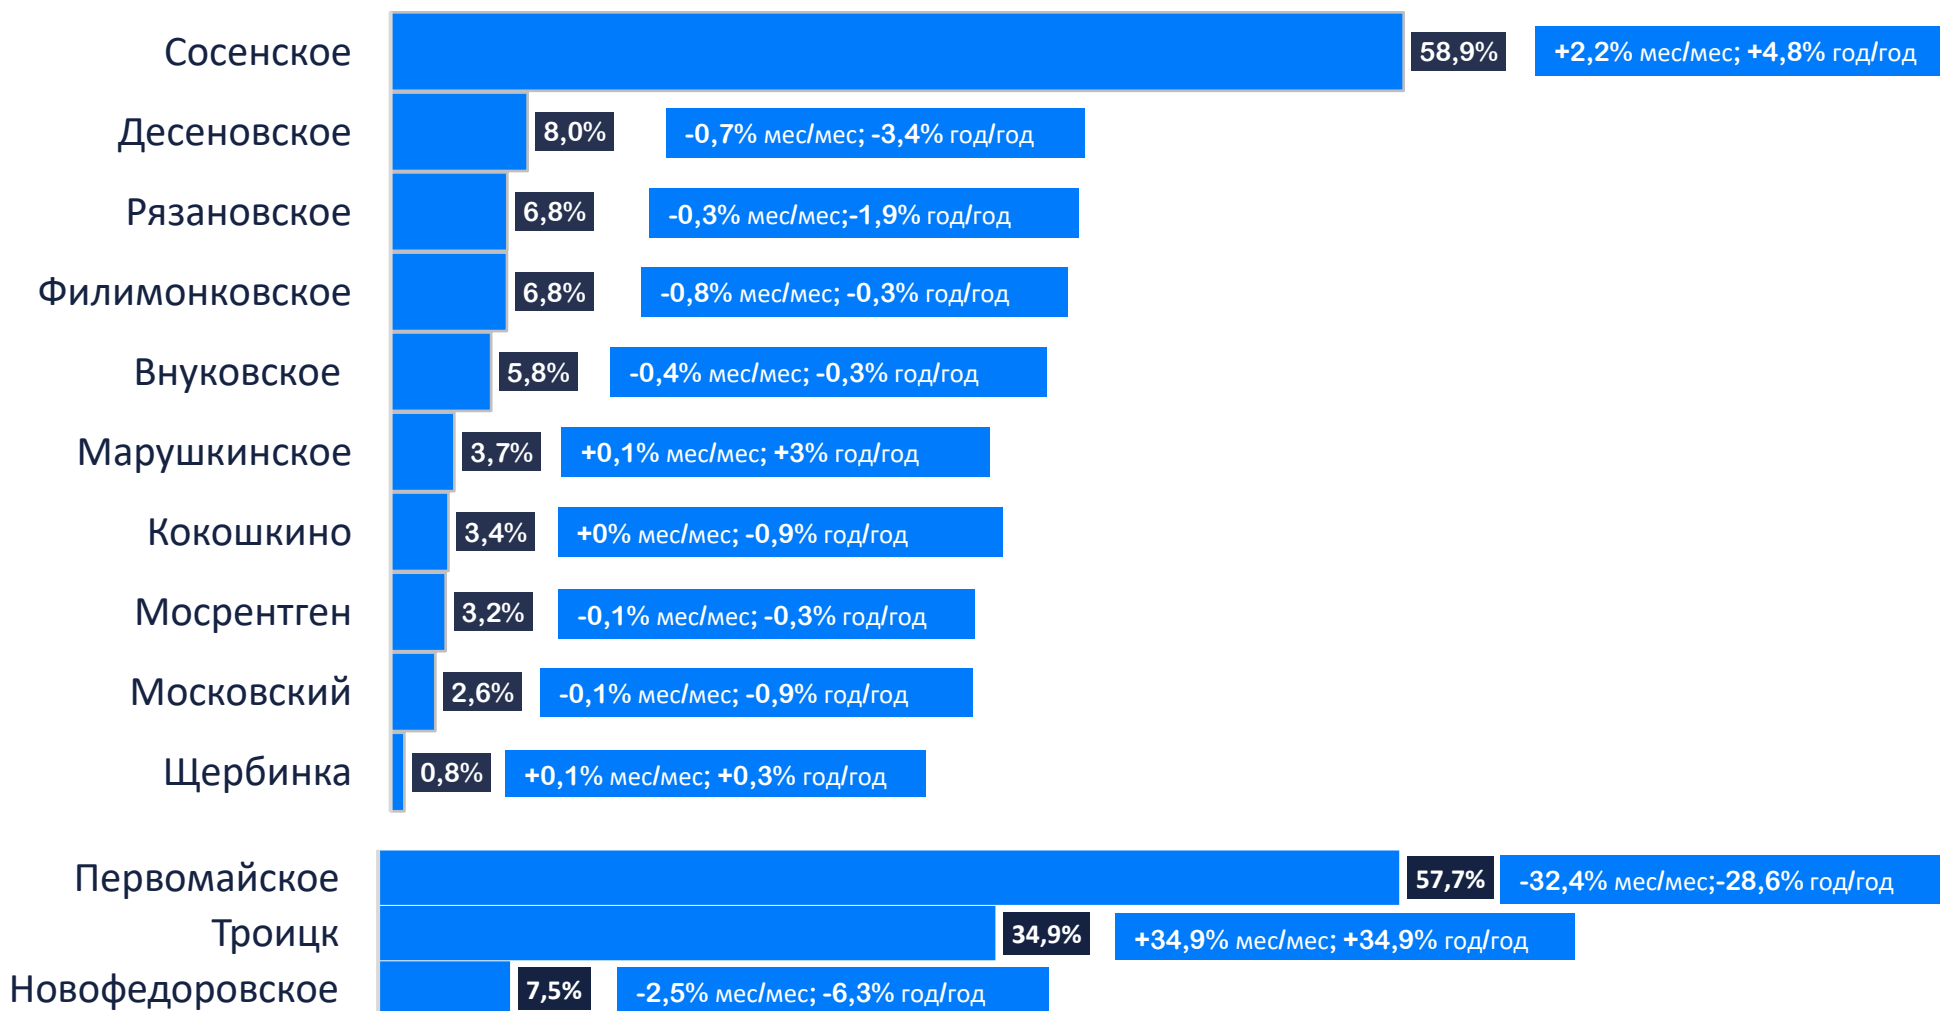 Сосенское 58,9% +2,2% мес/мес; +4,8% год/год
Десеновское 8,0% -0,7% мес/мес; -3,4% год/год
Рязановское 6,8% -0,3% мес/мес;-1,9% год/год
Филимонковское 6,8% -0,8% мес/мес; -0,3% год/год
Внуковское 5,8% -0,4% мес/мес; -0,3% год/год
Марушкинское 3,7% +0,1% мес/мес; +3% год/год
Кокошкино 3,4% +0% мес/мес; -0,9% год/год
Мосрентген 3,2% -0,1% мес/мес; -0,3% год/год
Московский 2,6% -0,1% мес/мес; -0,9% год/год
Щербинка 0,8% +0,1% мес/мес; +0,3% год/год
Первомайское 57,7% -32,4% мес/мес;-28,6% год/год
Троицк 34,9% +34,9% мес/мес; +34,9% год/год
Новофедоровское 7,5% -2,5% мес/мес; -6,3% год/год